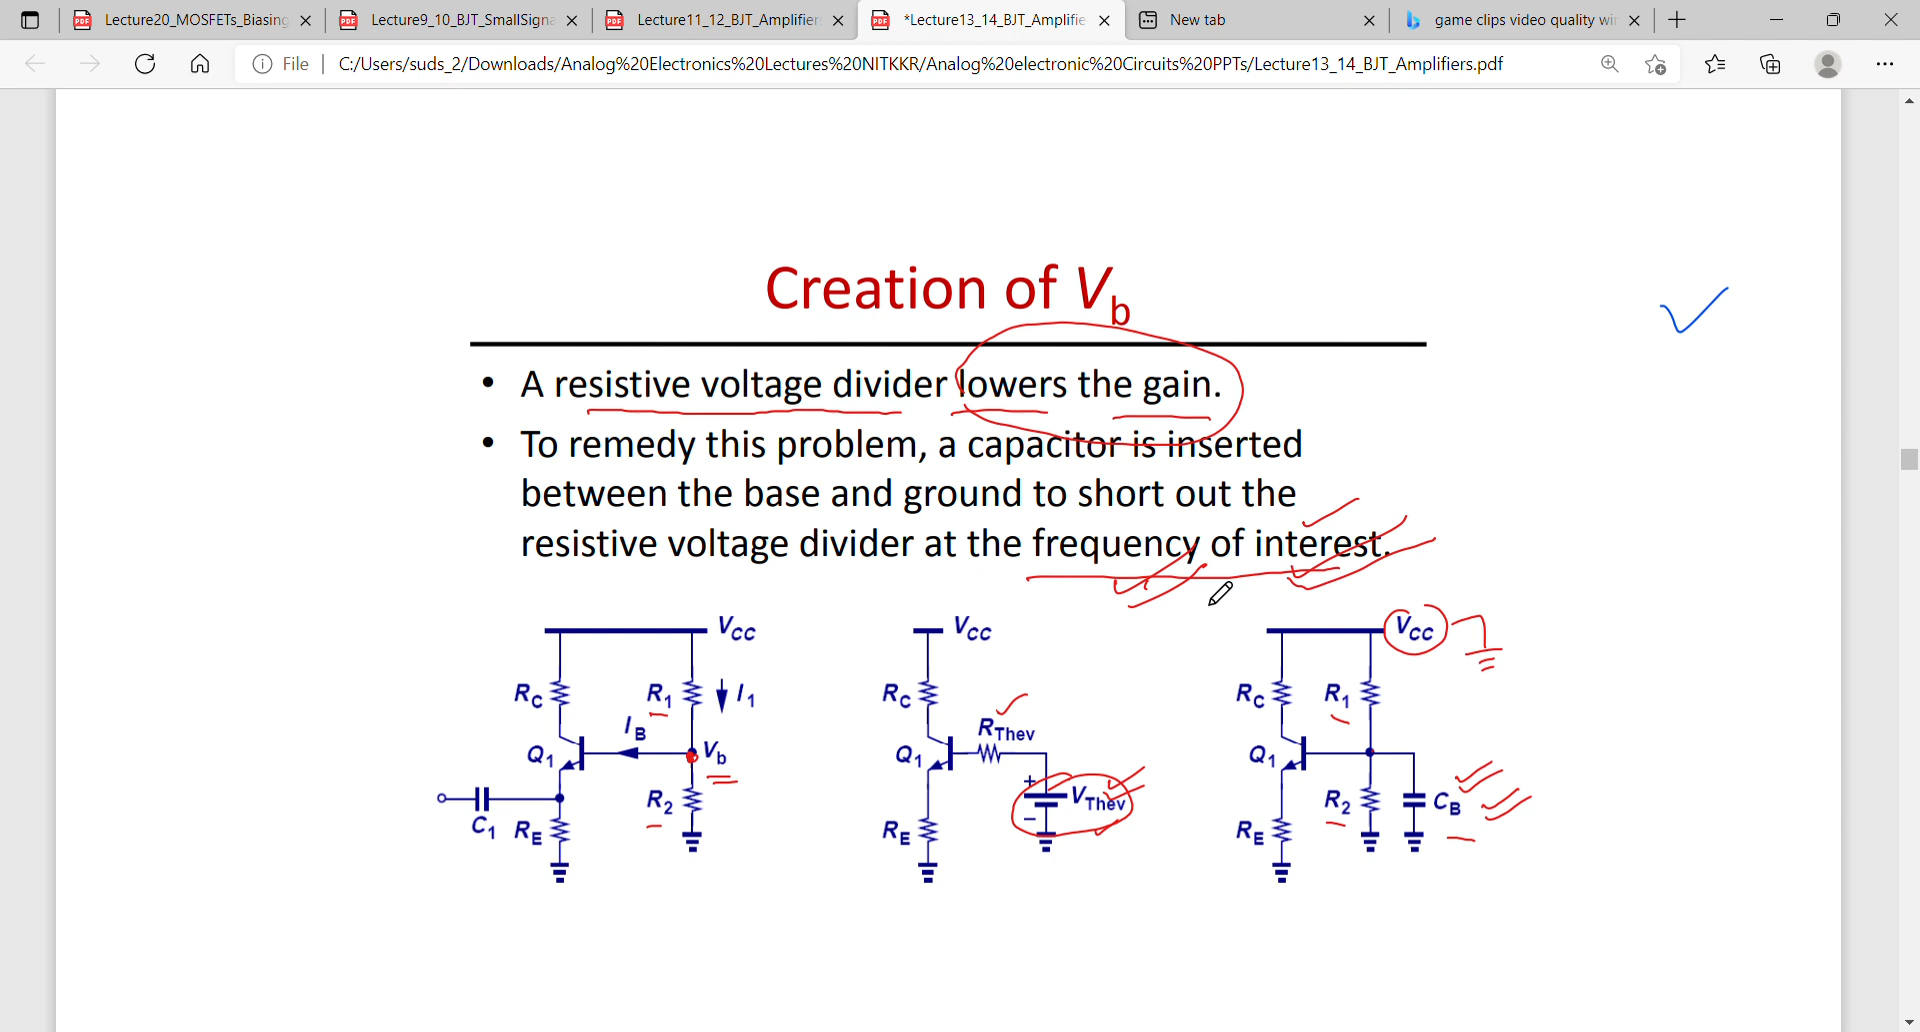 Lecture20_MOSFETs_Biasing
Lecture9_10_BJT_SmallSigna
Lecture11_12_BJT_Amplifier
*Lecture13_14_BJT_Amplifie
New tab
game clips video quality wi
File
C:/Users/suds_2/Downloads/Analog%20Electronics%20Lectures%20NITKKR/Analog%20electronic%20Circuits%20PPTs/Lecture13_14_BJT_Amplifiers.pdf
Creation of Vb
• A resistive voltage divider lowers the gain.
• To remedy this problem, a capacitor is inserted
between the base and ground to short out the
resistive voltage divider at the frequency of interest.
VCC
RC
R1
I1
IB
Q1
Vb
R2
C1
RE
VCC
RC
RThev
Q1
+
VThev
−
RE
VCC
RC
R1
Q1
R2
CB
RE